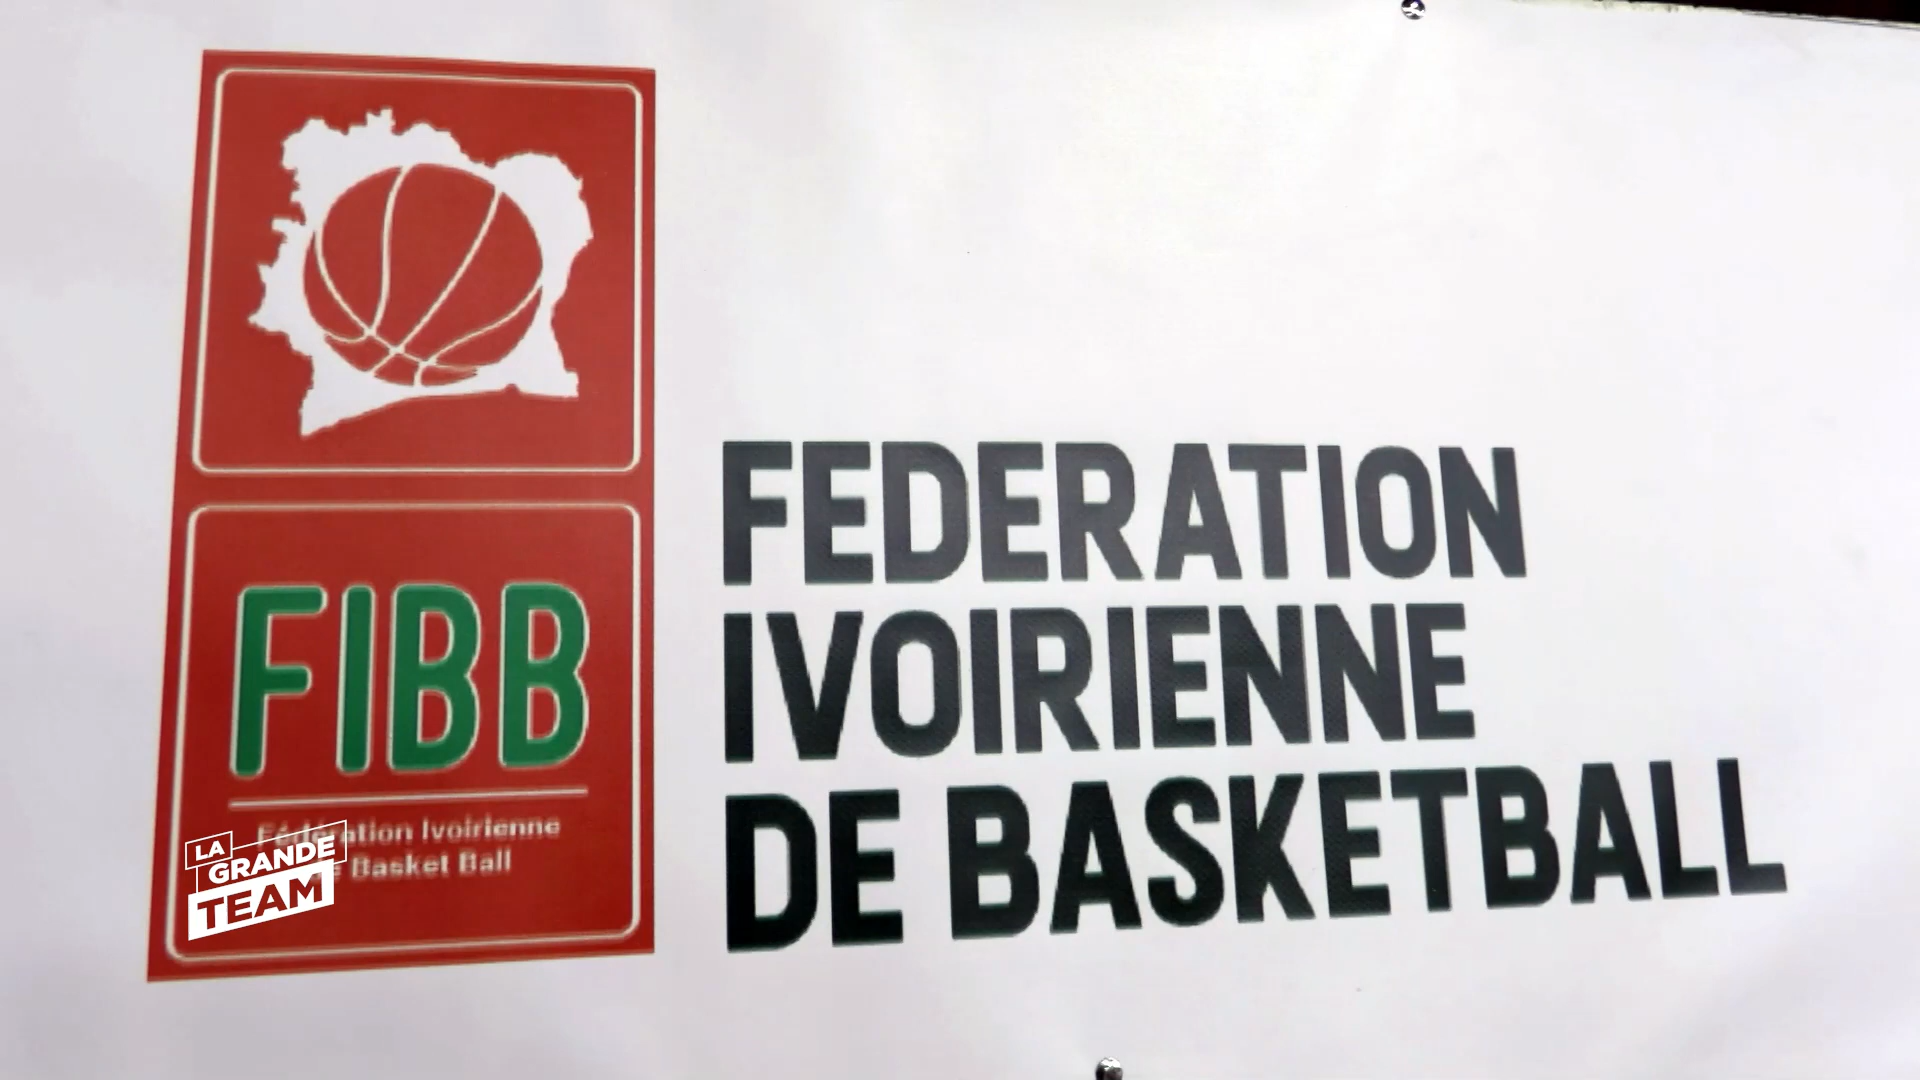 FIBB
Fédération Ivoirienne
Basket Ball
LA
GRANDE
TEAM
FEDERATION
IVOIRIENNE
DE BASKETBALL